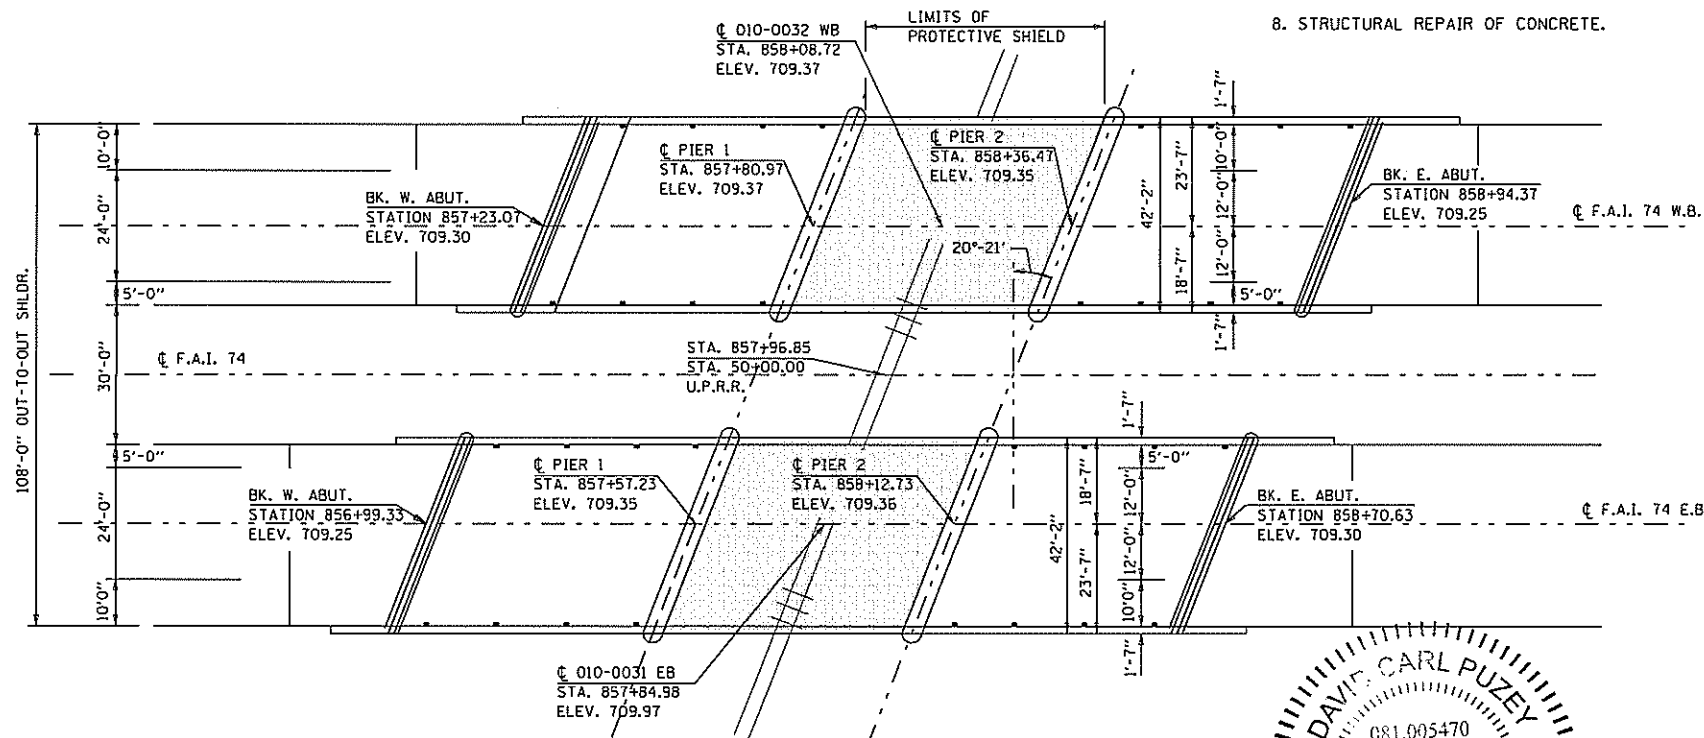 8. STRUCTURAL REPAIR OF CONCRETE.
LIMITS OF
PROTECTIVE SHIELD
℄ 010-0032 WB
STA. 858+08.72
ELEV. 709.37
℄ PIER 1
STA. 857+80.97
ELEV. 709.37
℄ PIER 2
STA. 858+36.47
ELEV. 709.35
BK. W. ABUT.
STATION 857+23.07
ELEV. 709.30
BK. E. ABUT.
STATION 858+94.37
ELEV. 709.25
℄ F.A.I. 74 W.B.
108'-0" OUT-TO-OUT SHLDR.
10'-0"
24'-0"
5'-0"
30'-0"
5'-0"
24'-0"
10'0"
20°-21'
42'-2"
23'-7"
18'-7"
1'-7"
10'-0"
12'-0"
12'-0"
5'-0"
1'-7"
℄ F.A.I. 74
STA. 857+96.85
STA. 50+00.00
U.P.R.R.
℄ PIER 1
STA. 857+57.23
ELEV. 709.35
℄ PIER 2
STA. 858+12.73
ELEV. 709.36
BK. W. ABUT.
STATION 856+99.33
ELEV. 709.25
BK. E. ABUT.
STATION 858+70.63
ELEV. 709.30
℄ F.A.I. 74 E.B
42'-2"
18'-7"
23'-7"
1'-7"
5'-0"
12'-0"
12'-0"
10'0"
1'-7"
℄ 010-0031 EB
STA. 857+84.98
ELEV. 709.97
DAVID CARL PUZEY
081.005470